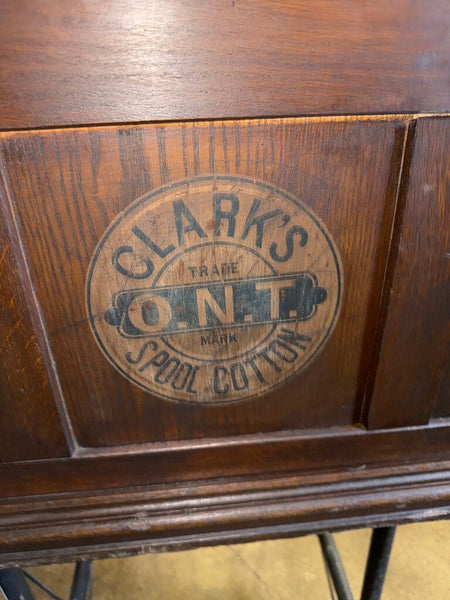 CLARK'S
TRADE
O.N.T.
MARK
SPOOL COTTON